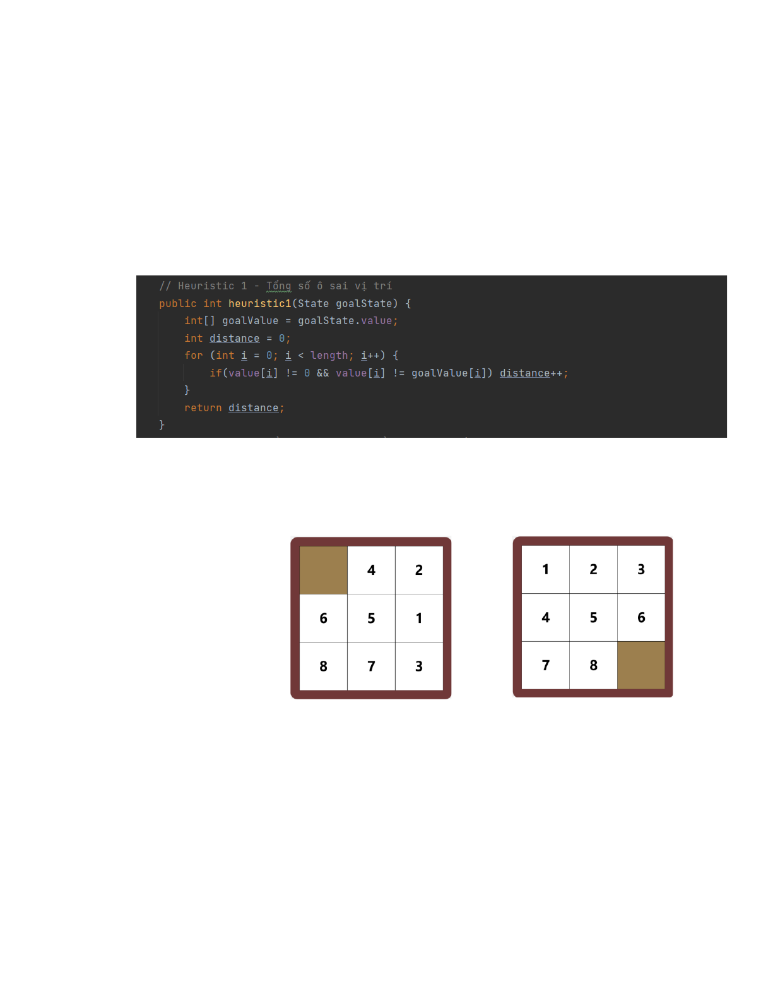 // Heuristic 1 - Tổng số ô sai vị trí
public int heuristic1(State goalState) {
int[] goalValue = goalState.value;
int distance = 0;
for (int i = 0; i < length; i++) {
if(value[i] != 0 && value[i] != goalValue[i]) distance++;
}
return distance;
}
4 2
6 5 1
8 7 3
1 2 3
4 5 6
7 8